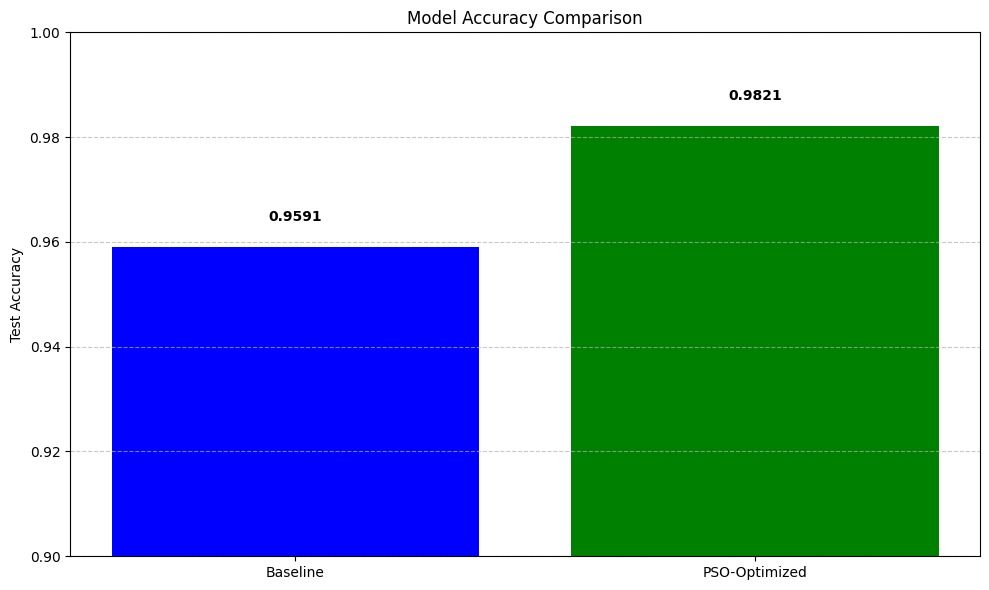 Model Accuracy Comparison
1.00
0.98
0.96
0.94
0.92
0.90
Test Accuracy
0.9591
0.9821
Baseline
PSO-Optimized